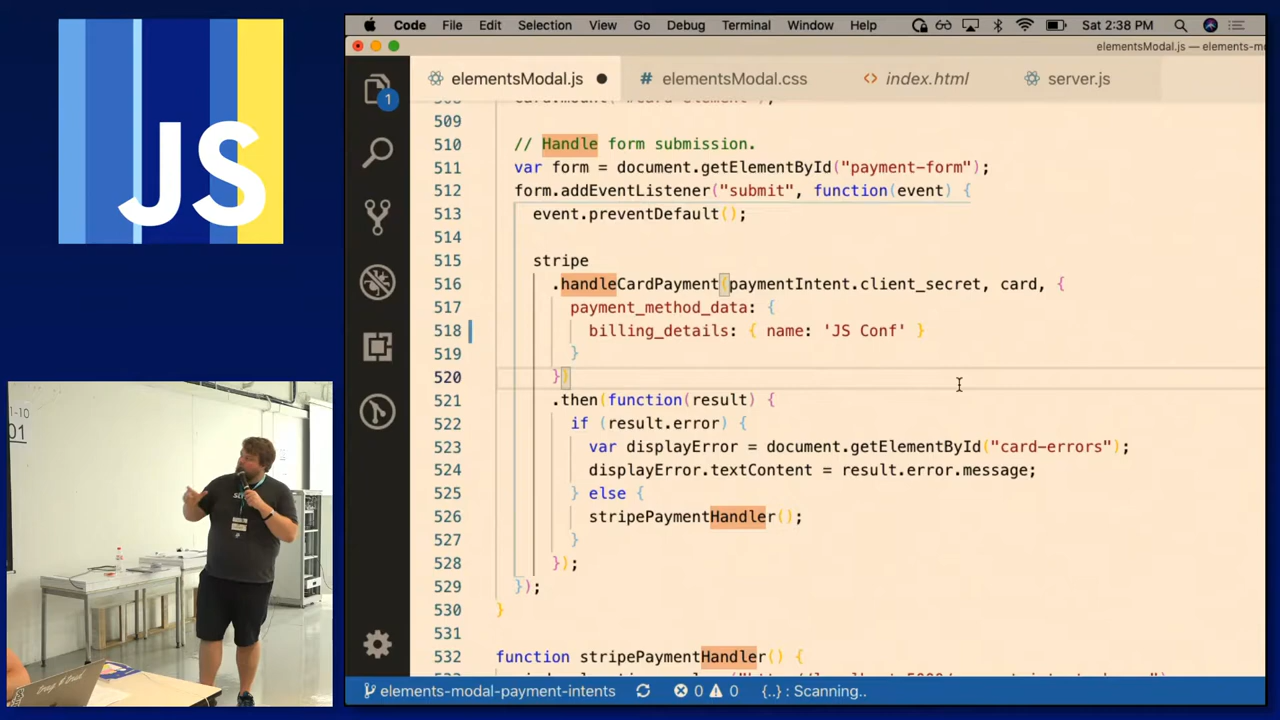 JS
Code File Edit Selection View Go Debug Terminal Window Help Sat 2:38 PM
elementsModal.js — elements-m
elementsModal.js # elementsModal.css <> index.html server.js
1
509
510 // Handle form submission.
511 var form = document.getElementById("payment-form");
512 form.addEventListener("submit", function(event) {
513 event.preventDefault();
514
515 stripe
516 .handleCardPayment(paymentIntent.client_secret, card, {
517 payment_method_data: {
518 billing_details: { name: 'JS Conf' }
519 }
520 })
521 .then(function(result) {
522 if (result.error) {
523 var displayError = document.getElementById("card-errors");
524 displayError.textContent = result.error.message;
525 } else {
526 stripePaymentHandler();
527 }
528 });
529 });
530 }
531
532 function stripePaymentHandler() {
elements-modal-payment-intents 0 0 {..} : Scanning..
1-10
01